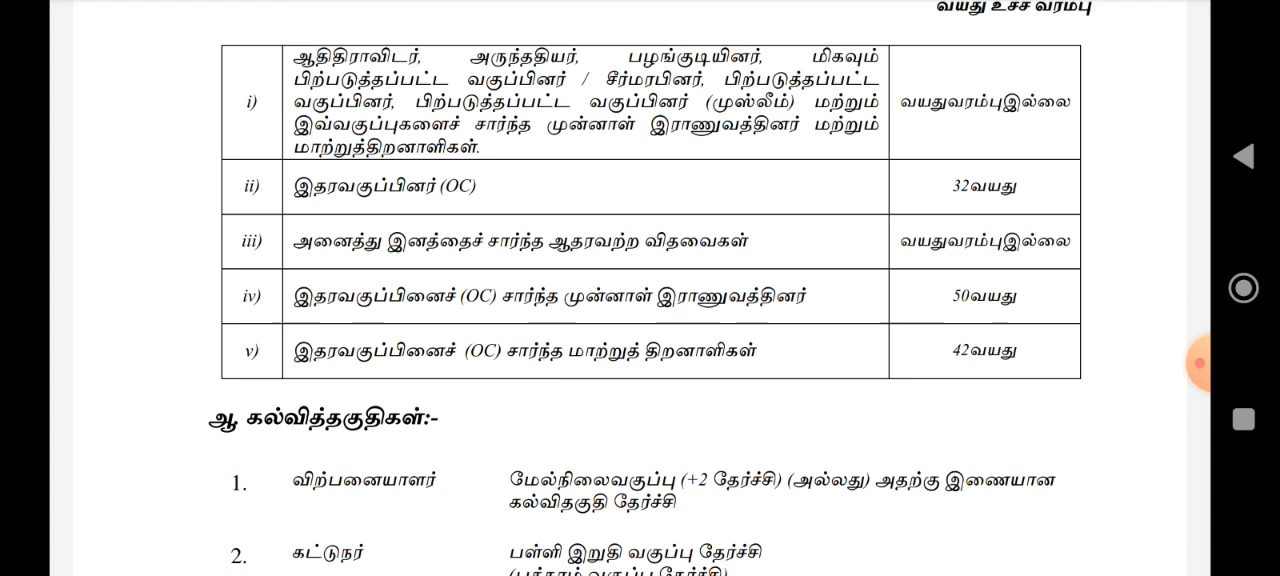 வயது உச்ச வரம்பு
i) ஆதிதிராவிடர், அருந்ததியர், பழங்குடியினர், மிகவும்
பிற்படுத்தப்பட்ட வகுப்பினர் / சீர்மரபினர், பிற்படுத்தப்பட்ட
வகுப்பினர், பிற்படுத்தப்பட்ட வகுப்பினர் (முஸ்லீம்) மற்றும் வயதுவரம்புஇல்லை
இவ்வகுப்புகளைச் சார்ந்த முன்னாள் இராணுவத்தினர் மற்றும்
மாற்றுத்திறனாளிகள்.
ii) இதரவகுப்பினர் (OC) 32வயது
iii) அனைத்து இனத்தைச் சார்ந்த ஆதரவற்ற விதவைகள் வயதுவரம்புஇல்லை
iv) இதரவகுப்பினைச் (OC) சார்ந்த முன்னாள் இராணுவத்தினர் 50வயது
v) இதரவகுப்பினைச் (OC) சார்ந்த மாற்றுத் திறனாளிகள் 42வயது
ஆ. கல்வித்தகுதிகள்:-
1. விற்பனையாளர் மேல்நிலைவகுப்பு (+2 தேர்ச்சி) (அல்லது) அதற்கு இணையான
கல்விதகுதி தேர்ச்சி
2. கட்டுநர் பள்ளி இறுதி வகுப்பு தேர்ச்சி
(பத்தாம் வகுப்பு தேர்ச்சி)